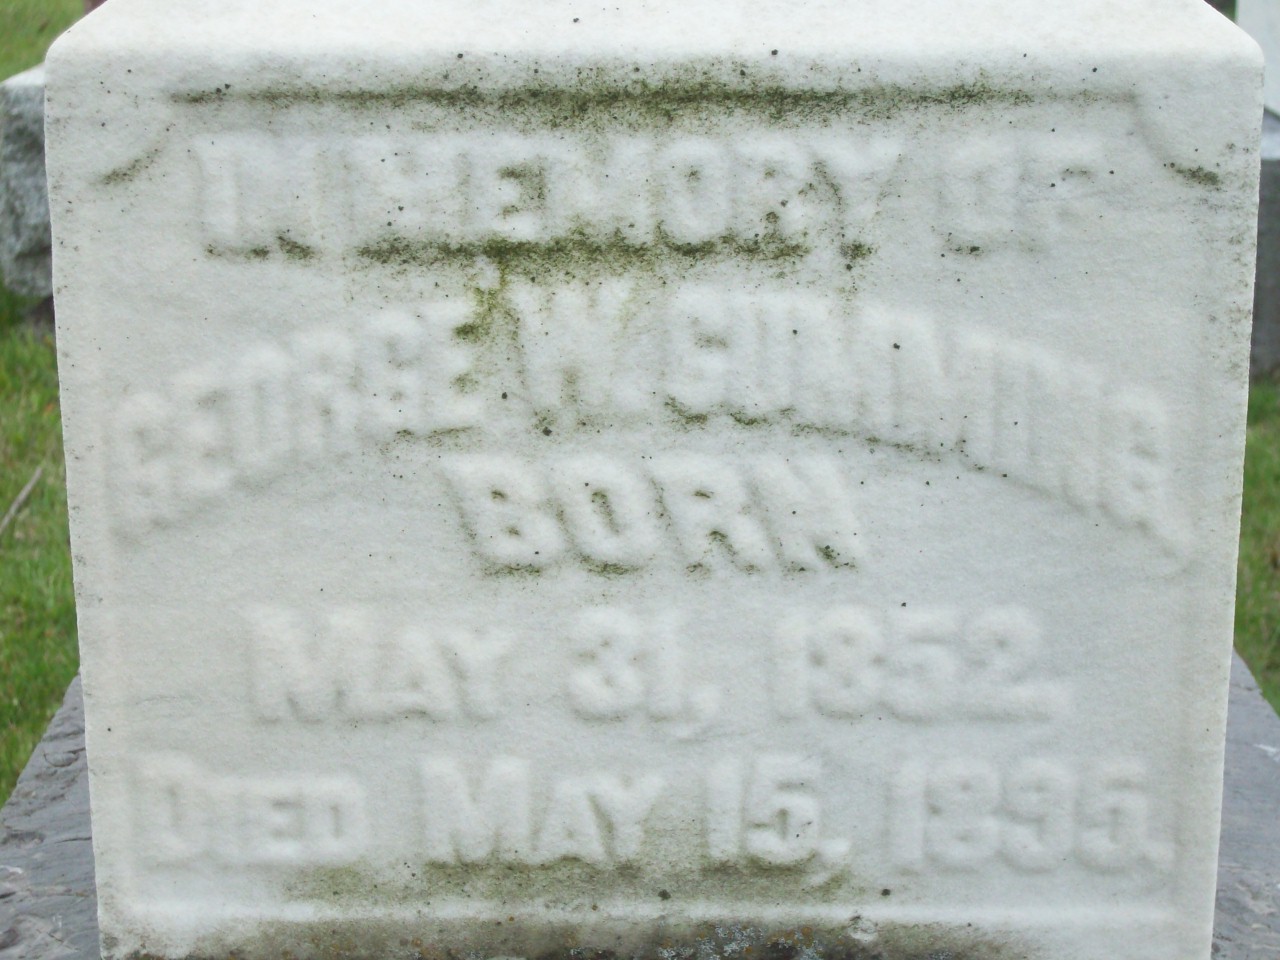 IN MEMORY OF
GEORGE W.
BORN
MAY 31, 1852
DIED MAY 15, 1895.